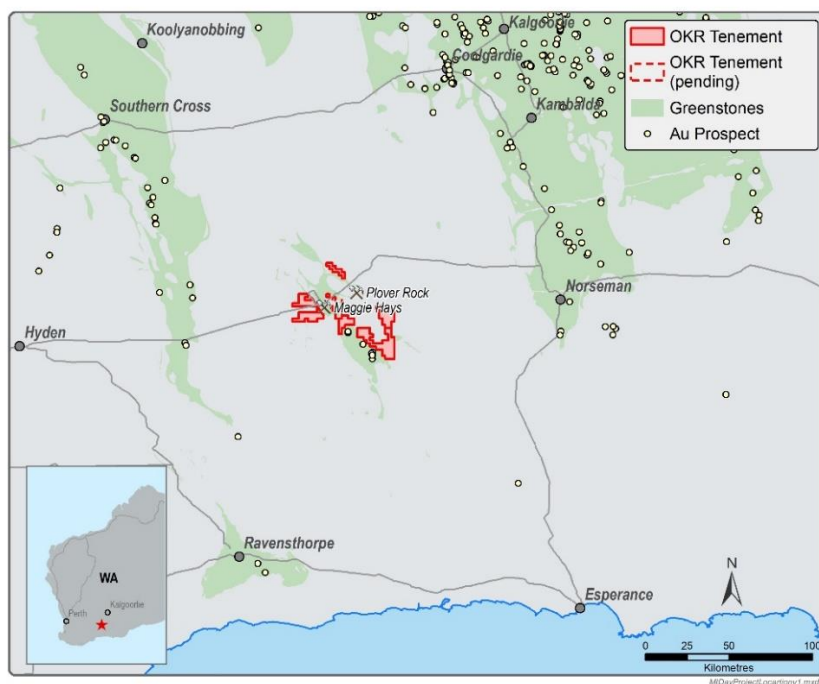 Koolyanobbing
Kalgoorlie
Coolgardie
Southern Cross
Kambalda
OKR Tenement
OKR Tenement
(pending)
Greenstones
Au Prospect
Plover Rock
Maggie Hays
Norseman
Hyden
WA
Perth
Kalgoorlie
Ravensthorpe
Esperance
N
0 25 50 100
Kilometres